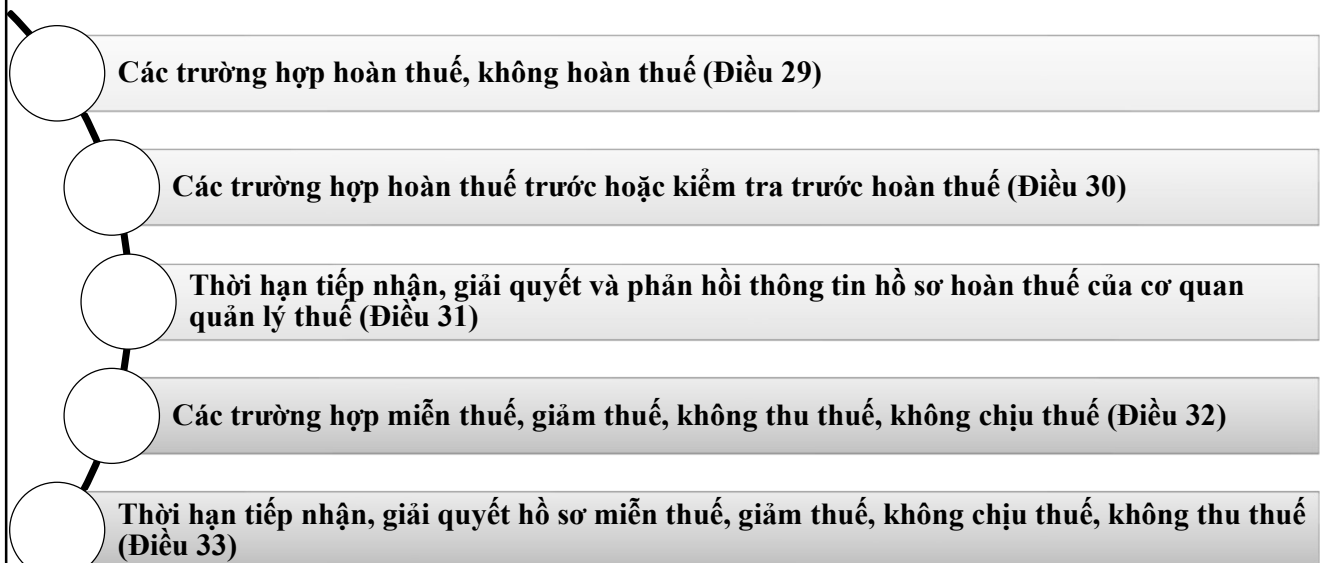 Các trường hợp hoàn thuế, không hoàn thuế (Điều 29)
Các trường hợp hoàn thuế trước hoặc kiểm tra trước hoàn thuế (Điều 30)
Thời hạn tiếp nhận, giải quyết và phản hồi thông tin hồ sơ hoàn thuế của cơ quan
quản lý thuế (Điều 31)
Các trường hợp miễn thuế, giảm thuế, không thu thuế, không chịu thuế (Điều 32)
Thời hạn tiếp nhận, giải quyết hồ sơ miễn thuế, giảm thuế, không chịu thuế, không thu thuế
(Điều 33)